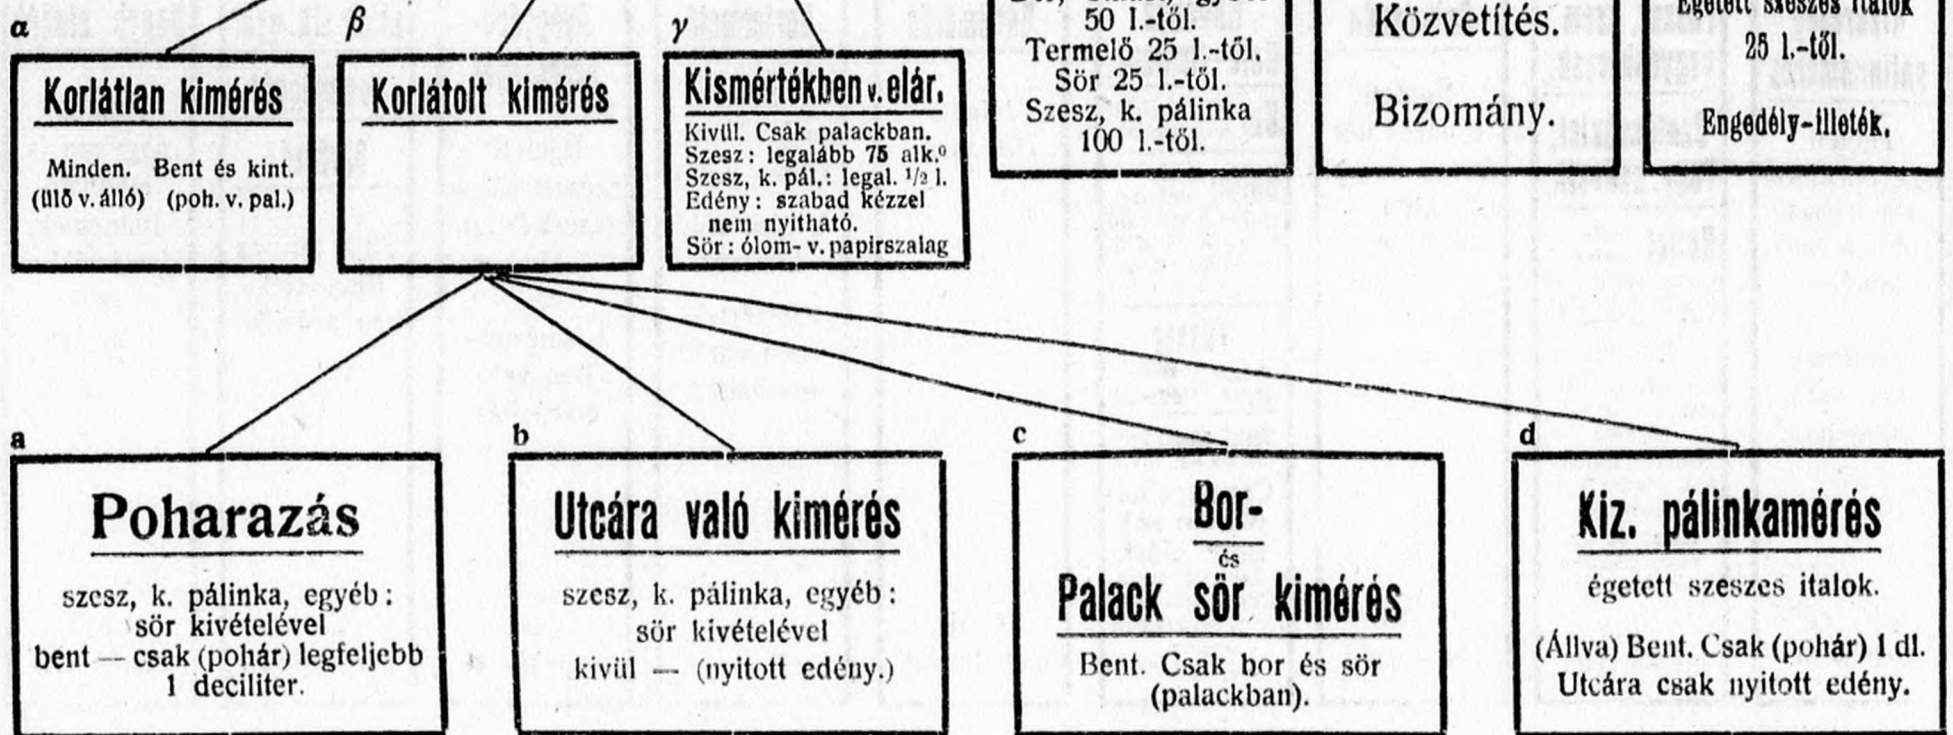 α
Korlátlan kimérés
Minden. Bent és kint.
(ülő v. álló) (poh. v. pal.)
β
Korlátolt kimérés
γ
Kismértékben v. elár.
Kivül. Csak palackban.
Szesz: legalább 75 alk.⁰
Szesz, k. pál.: legal. ¹/₂ l.
Edény: szabad kézzel
nem nyitható.
Sör: ólom- v. papirszalag
50 l.-től.
Termelő 25 l.-től.
Sör 25 l.-től.
Szesz, k. pálinka
100 l.-től.
Közvetítés.
Bizomány.
Égetett szeszes italok
25 l.-től.
Engedély-illeték.
a
Poharazás
szesz, k. pálinka, egyéb:
sör kivételével
bent — csak (pohár) legfeljebb
1 deciliter.
b
Utcára való kimérés
szesz, k. pálinka, egyéb:
sör kivételével
kivül — (nyitott edény.)
c
Bor-
és
Palack sör kimérés
Bent. Csak bor és sör
(palackban).
d
Kiz. pálinkamérés
égetett szeszes italok.
(Állva) Bent. Csak (pohár) 1 dl.
Utcára csak nyitott edény.